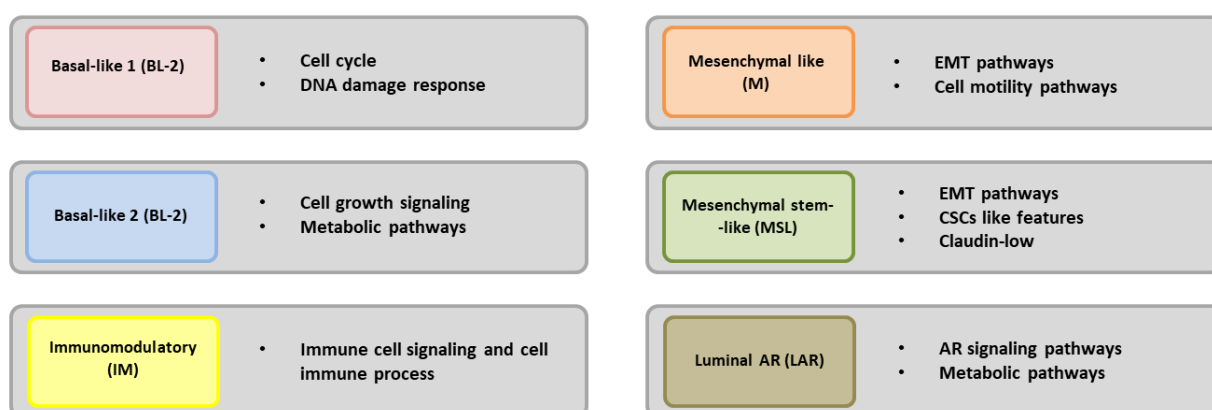 Basal-like 1 (BL-2)
• Cell cycle
• DNA damage response
Mesenchymal like
(M)
• EMT pathways
• Cell motility pathways
Basal-like 2 (BL-2)
• Cell growth signaling
• Metabolic pathways
Mesenchymal stem-
-like (MSL)
• EMT pathways
• CSCs like features
• Claudin-low
Immunomodulatory
(IM)
• Immune cell signaling and cell
immune process
Luminal AR (LAR)
• AR signaling pathways
• Metabolic pathways